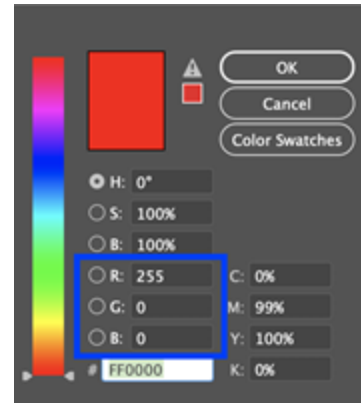 OK
Cancel
Color Swatches
H: 0°
S: 100%
B: 100%
R: 255 C: 0%
G: 0 M: 99%
B: 0 Y: 100%
# FF0000 K: 0%